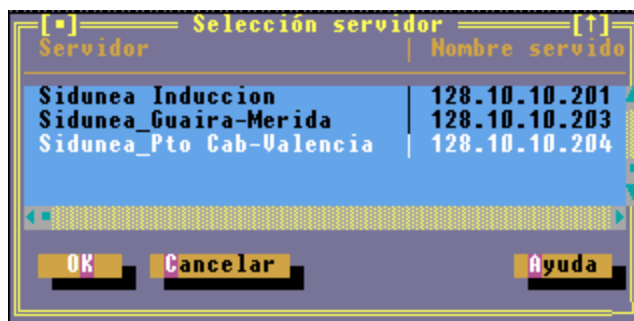 Selección servidor
Servidor | Nombre servido
Sidunea Induccion | 128.10.10.201
Sidunea_Guaira-Merida | 128.10.10.203
Sidunea_Pto Cab-Valencia | 128.10.10.204
OK Cancelar Ayuda